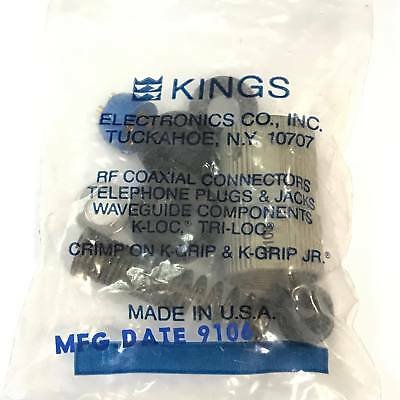 KINGS
ELECTRONICS CO., INC.
TUCKAHOE, N.Y. 10707
RF COAXIAL CONNECTORS
TELEPHONE PLUGS & JACKS
WAVEGUIDE COMPONENTS
K-LOC® TRI-LOC®
CRIMP ON K-GRIP & K-GRIP JR.®
MADE IN U.S.A.
MFG DATE 9106